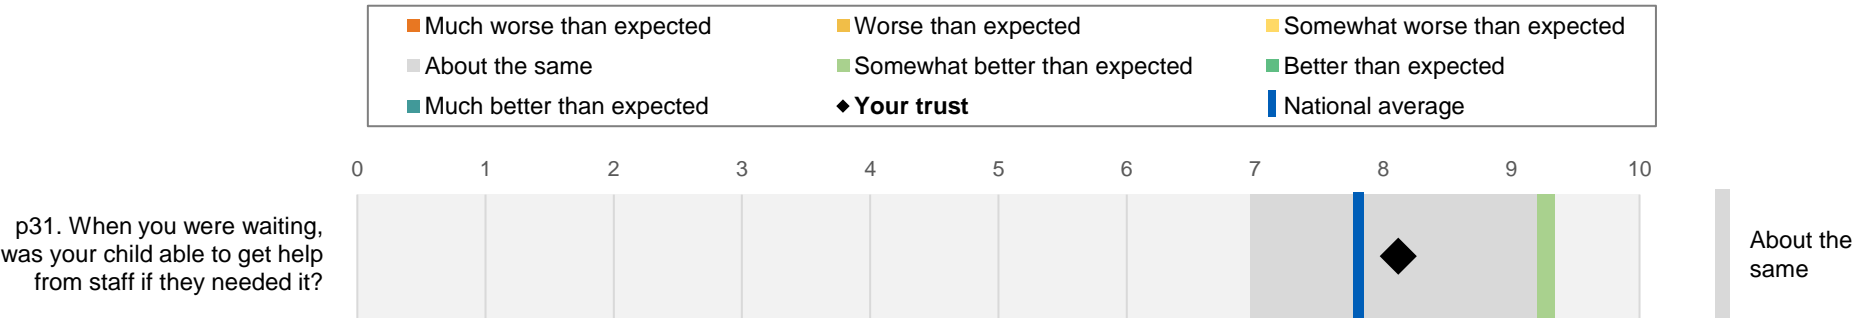 Much worse than expected
Worse than expected
Somewhat worse than expected
About the same
Somewhat better than expected
Better than expected
Much better than expected
Your trust
National average
0 1 2 3 4 5 6 7 8 9 10
p31. When you were waiting,
was your child able to get help
from staff if they needed it?
About the
same